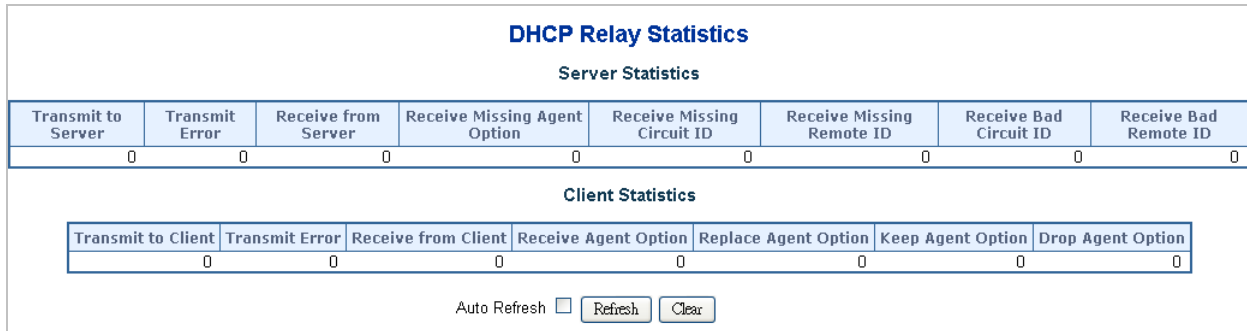 DHCP Relay Statistics
Server Statistics
Transmit to Server Transmit Error Receive from Server Receive Missing Agent Option Receive Missing Circuit ID Receive Missing Remote ID Receive Bad Circuit ID Receive Bad Remote ID
0 0 0 0 0 0 0 0
Client Statistics
Transmit to Client Transmit Error Receive from Client Receive Agent Option Replace Agent Option Keep Agent Option Drop Agent Option
0 0 0 0 0 0 0
Auto Refresh Refresh Clear